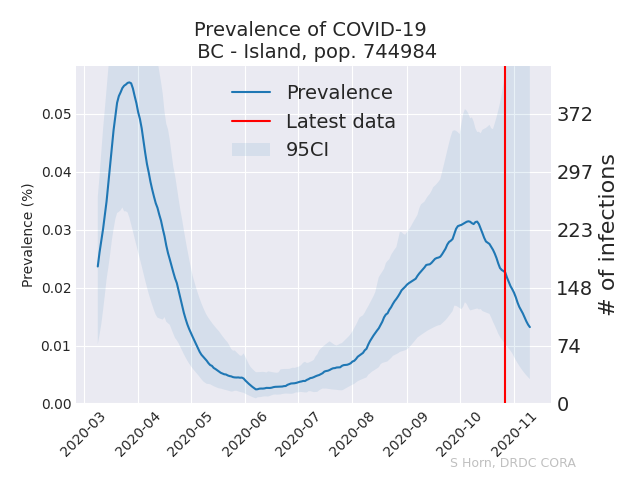 Prevalence of COVID-19
BC - Island, pop. 744984
Prevalence
Latest data
95CI
Prevalence (%)
0.05
0.04
0.03
0.02
0.01
0.00
372
297
223
148
74
0
# of infections
2020-03
2020-04
2020-05
2020-06
2020-07
2020-08
2020-09
2020-10
2020-11
S Horn, DRDC CORA